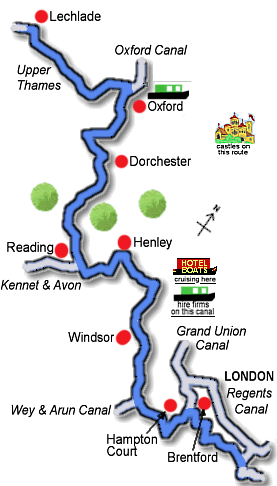 Lechlade
Oxford Canal
Upper
Thames
Oxford
castles on
this route
Dorchester
N
Reading
Henley
Kennet & Avon
HOTEL
BOATS
cruising here
hire firms
on this canal
Windsor
Grand Union
Canal
LONDON
Regents
Canal
Wey & Arun Canal
Hampton
Court
Brentford